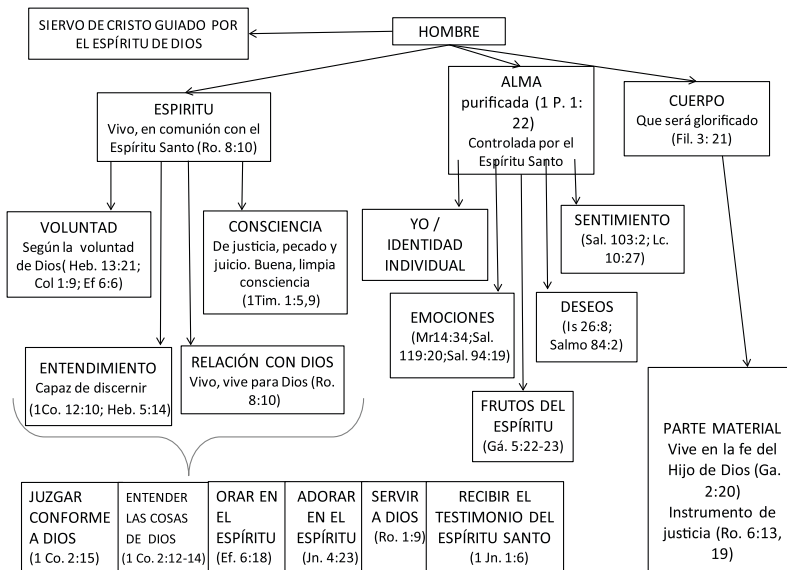 SIERVO DE CRISTO GUIADO POR
EL ESPÍRITU DE DIOS
HOMBRE
ESPIRITU
Vivo, en comunión con el
Espíritu Santo (Ro. 8:10)
ALMA
purificada (1 P. 1:
22)
Controlada por el
Espíritu Santo
CUERPO
Que será glorificado
(Fil. 3: 21)
VOLUNTAD
Según la voluntad
de Dios( Heb. 13:21;
Col 1:9; Ef 6:6)
CONSCIENCIA
De justicia, pecado y
juicio. Buena, limpia
consciencia
(1Tim. 1:5,9)
YO /
IDENTIDAD
INDIVIDUAL
SENTIMIENTO
(Sal. 103:2; Lc.
10:27)
EMOCIONES
(Mr14:34;Sal.
119:20;Sal. 94:19)
DESEOS
(Is 26:8;
Salmo 84:2)
ENTENDIMIENTO
Capaz de discernir
(1Co. 12:10; Heb. 5:14)
RELACIÓN CON DIOS
Vivo, vive para Dios (Ro.
8:10)
FRUTOS DEL
ESPÍRITU
(Gá. 5:22-23)
PARTE MATERIAL
Vive en la fe del
Hijo de Dios (Ga.
2:20)
Instrumento de
justicia (Ro. 6:13,
19)
JUZGAR
CONFORME
A DIOS
(1 Co. 2:15)
ENTENDER
LAS COSAS
DE DIOS
(1 Co. 2:12-14)
ORAR EN
EL
ESPÍRITU
(Ef. 6:18)
ADORAR
EN EL
ESPÍRITU
(Jn. 4:23)
SERVIR
A DIOS
(Ro. 1:9)
RECIBIR EL
TESTIMONIO DEL
ESPÍRITU SANTO
(1 Jn. 1:6)